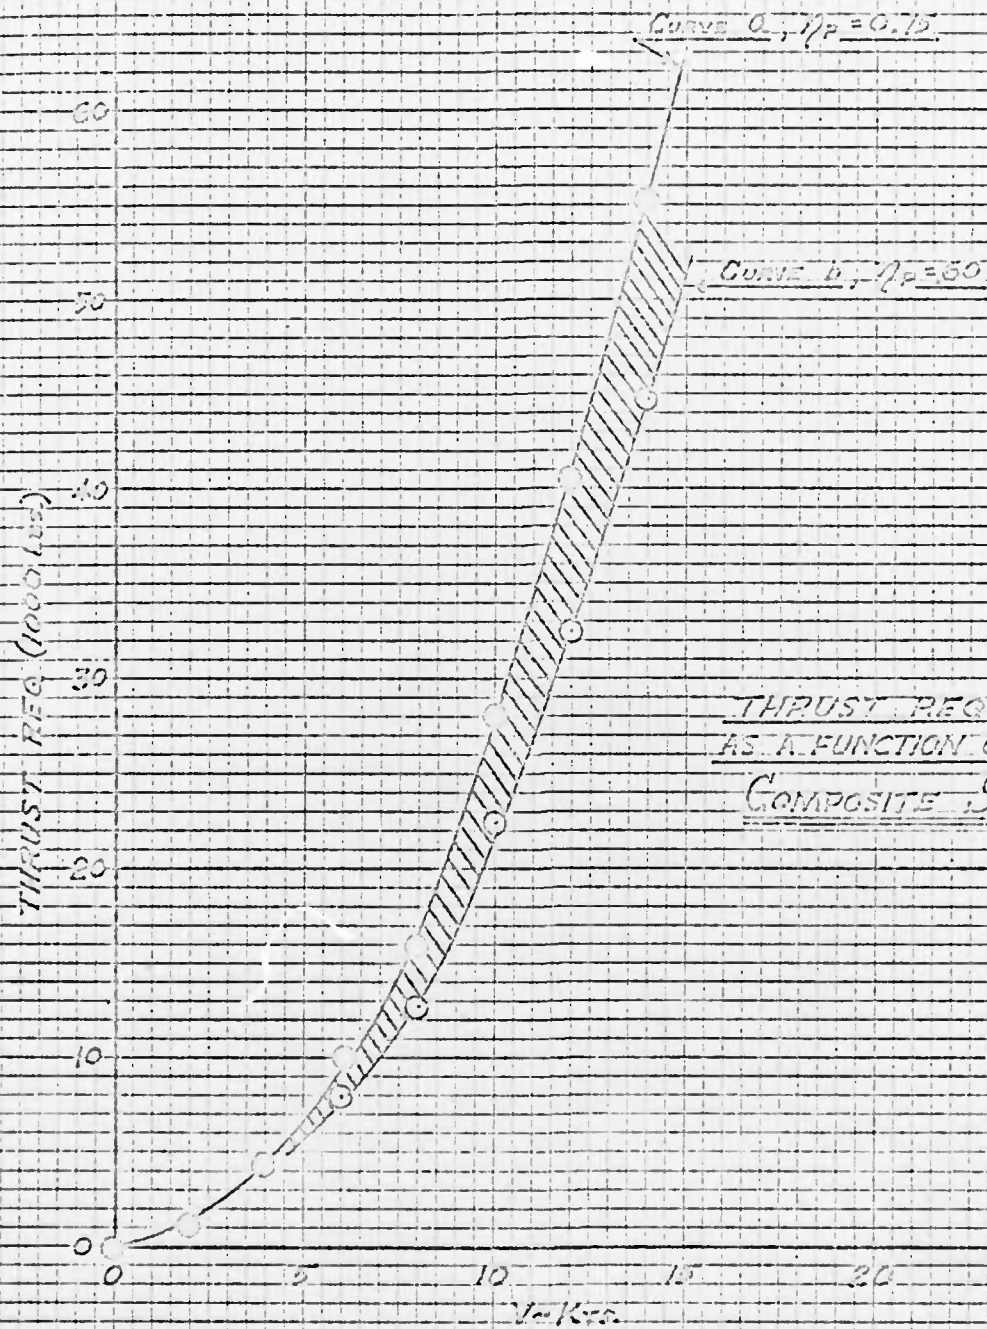 CURVE a, ηp=0.75
60
CURVE b, ηp=60
50
40
THRUST REQ (1000 LBS)
30
THRUST REQ
AS A FUNCTION
COMPOSITE S
20
10
0
0 5 10 15 20
V~KTS.